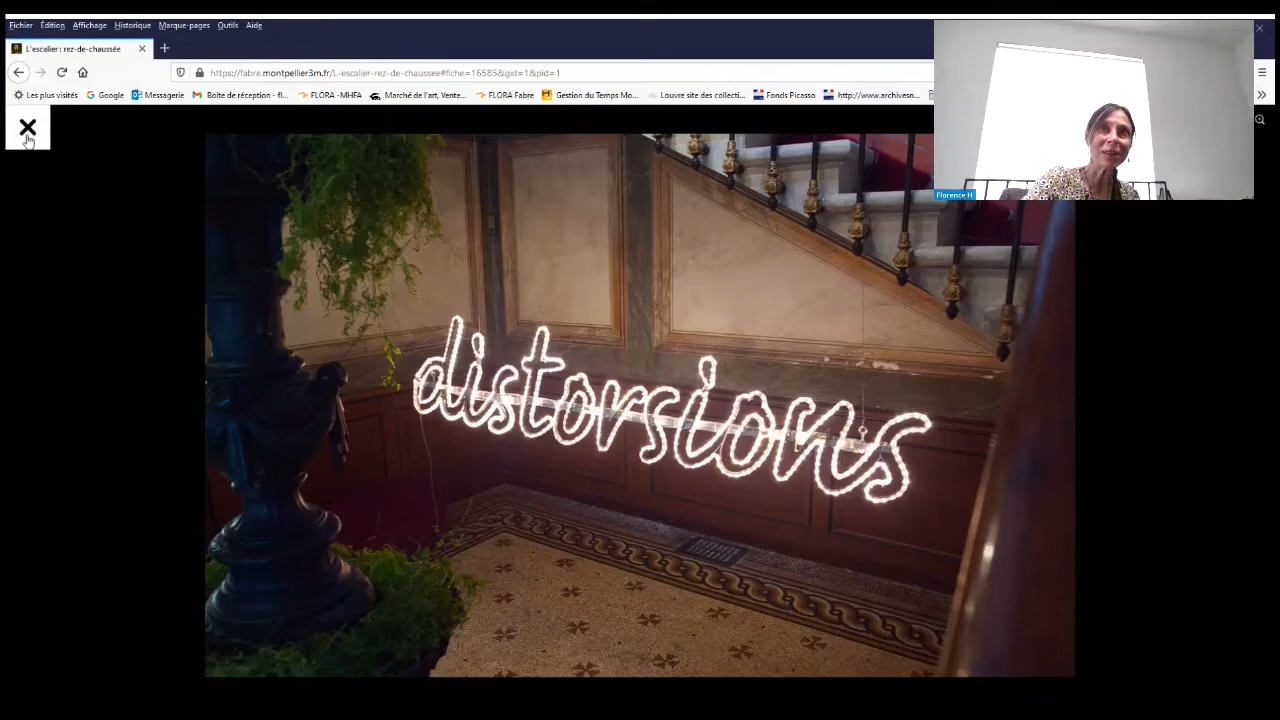 Fichier Édition Affichage Historique Marque-pages Outils Aide
L'escalier : rez-de-chaussée
https://fabre.montpellier3m.fr/L-escalier-rez-de-chaussee#fiche=16585&gid=1&pid=1
Les plus visités Google Messagerie Boîte de réception - fl... FLORA -MHFA Marché de l'art, Vente... FLORA Fabre Gestion du Temps Mo... Louvre site des collecti... Fonds Picasso http://www.archivesn...
Florence H
distorsions